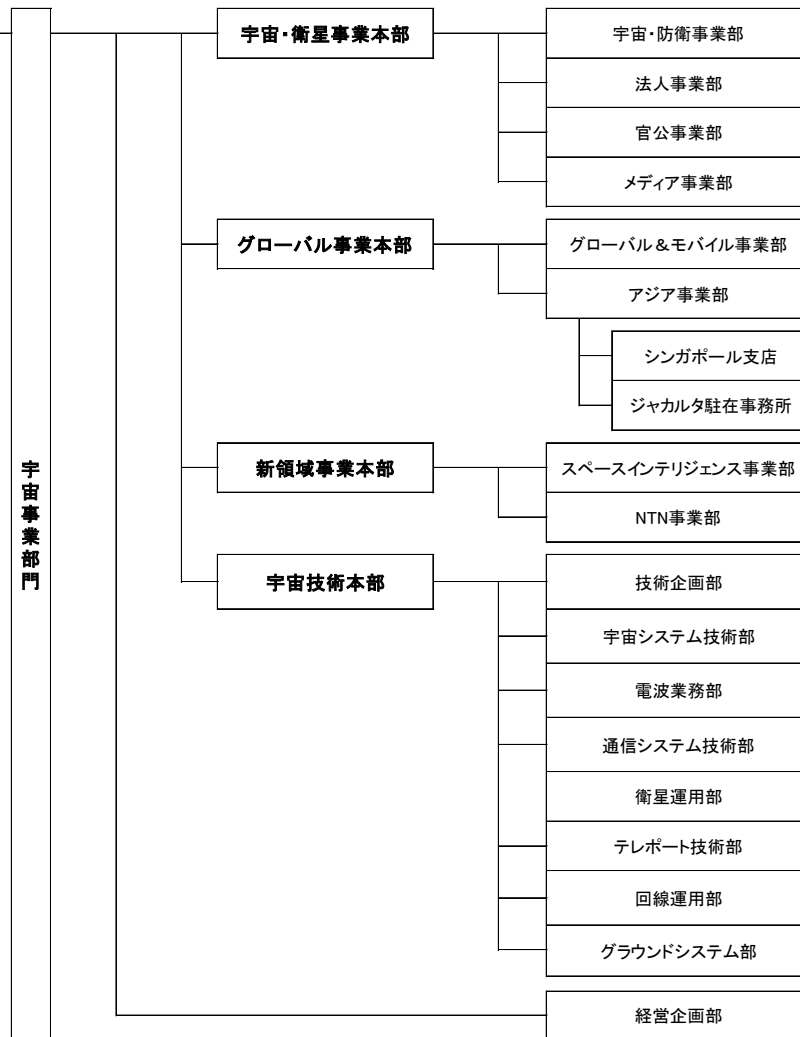 宇宙事業部門
宇宙・衛星事業本部
宇宙・防衛事業部
法人事業部
官公事業部
メディア事業部
グローバル事業本部
グローバル＆モバイル事業部
アジア事業部
シンガポール支店
ジャカルタ駐在事務所
新領域事業本部
スペースインテリジェンス事業部
NTN事業部
宇宙技術本部
技術企画部
宇宙システム技術部
電波業務部
通信システム技術部
衛星運用部
テレポート技術部
回線運用部
グラウンドシステム部
経営企画部